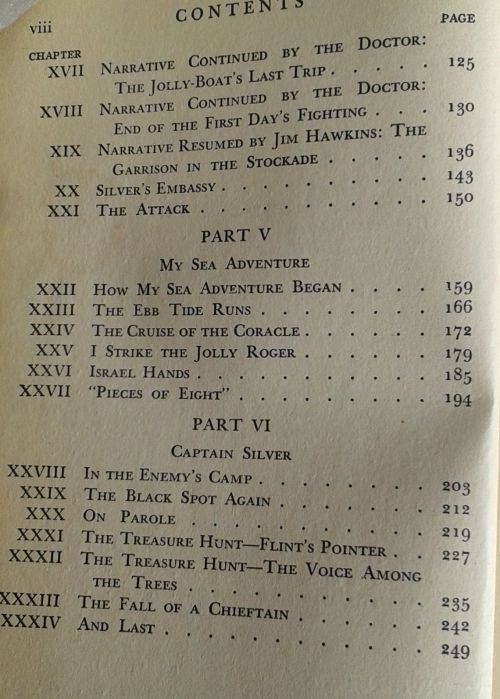 viii CONTENTS
CHAPTER PAGE
XVII NARRATIVE CONTINUED BY THE DOCTOR:
THE JOLLY-BOAT'S LAST TRIP . . . . . 125
XVIII NARRATIVE CONTINUED BY THE DOCTOR:
END OF THE FIRST DAY'S FIGHTING . . . 130
XIX NARRATIVE RESUMED BY JIM HAWKINS: THE
GARRISON IN THE STOCKADE . . . . . 136
XX SILVER'S EMBASSY . . . . . . . . . 143
XXI THE ATTACK . . . . . . . . . . 150
PART V
MY SEA ADVENTURE
XXII HOW MY SEA ADVENTURE BEGAN . . . . 159
XXIII THE EBB TIDE RUNS . . . . . . . 166
XXIV THE CRUISE OF THE CORACLE . . . . . 172
XXV I STRIKE THE JOLLY ROGER . . . . . 179
XXVI ISRAEL HANDS . . . . . . . . . 185
XXVII "PIECES OF EIGHT" . . . . . . . . 194
PART VI
CAPTAIN SILVER
XXVIII IN THE ENEMY'S CAMP . . . . . . . 203
XXIX THE BLACK SPOT AGAIN . . . . . . 212
XXX ON PAROLE . . . . . . . . . . 219
XXXI THE TREASURE HUNT—FLINT'S POINTER . . 227
XXXII THE TREASURE HUNT—THE VOICE AMONG
THE TREES . . . . . . . . . 235
XXXIII THE FALL OF A CHIEFTAIN . . . . . 242
XXXIV AND LAST . . . . . . . . . . 249